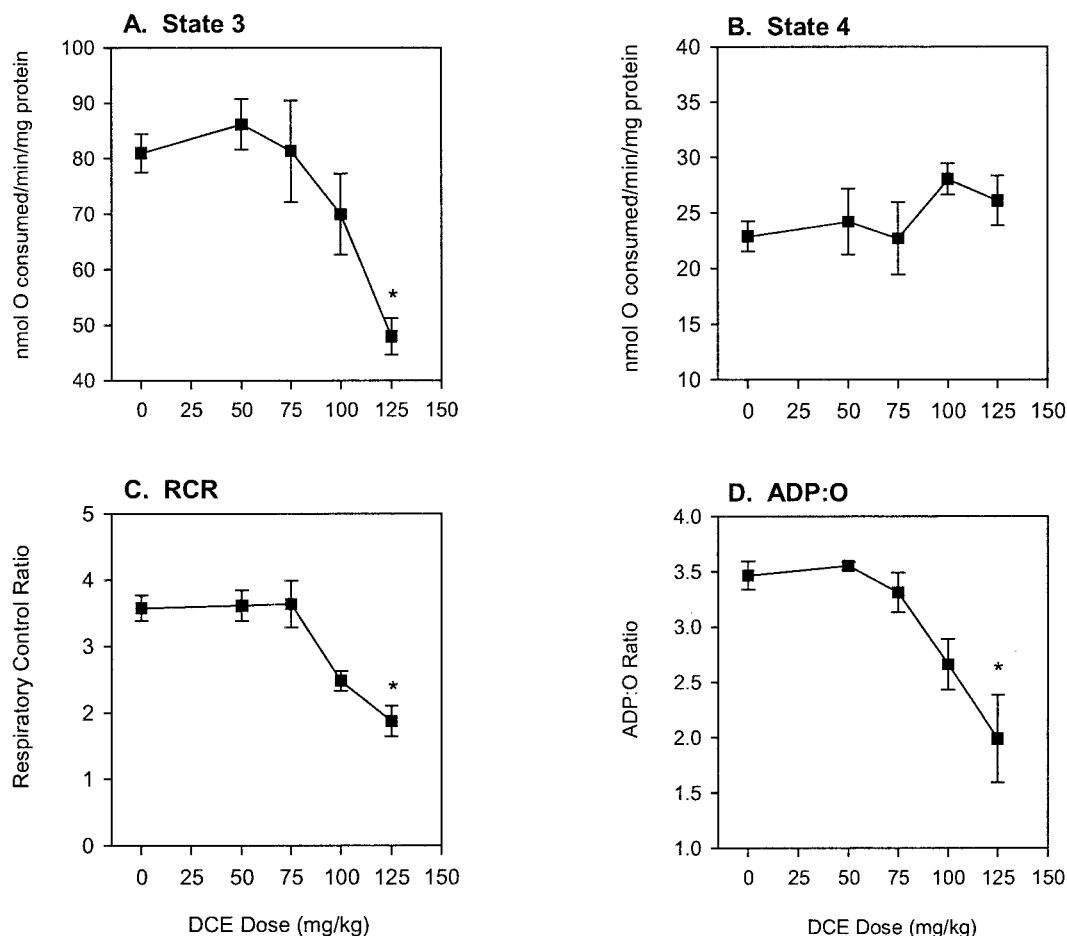 A. State 3
nmol O consumed/min/mg protein
100
90
80
70
60
50
40
*
0 25 50 75 100 125 150
B. State 4
nmol O consumed/min/mg protein
40
35
30
25
20
15
10
0 25 50 75 100 125 150
C. RCR
Respiratory Control Ratio
5
4
3
2
1
0
*
0 25 50 75 100 125 150
DCE Dose (mg/kg)
D. ADP:O
ADP:O Ratio
4.0
3.5
3.0
2.5
2.0
1.5
1.0
*
0 25 50 75 100 125 150
DCE Dose (mg/kg)